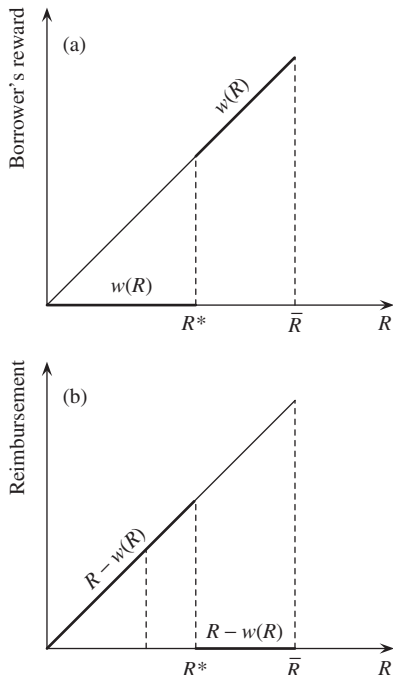 (a)
Borrower's reward
w(R)
w(R)
R*
R̅
R
(b)
Reimbursement
R − w(R)
R − w(R)
R*
R̅
R